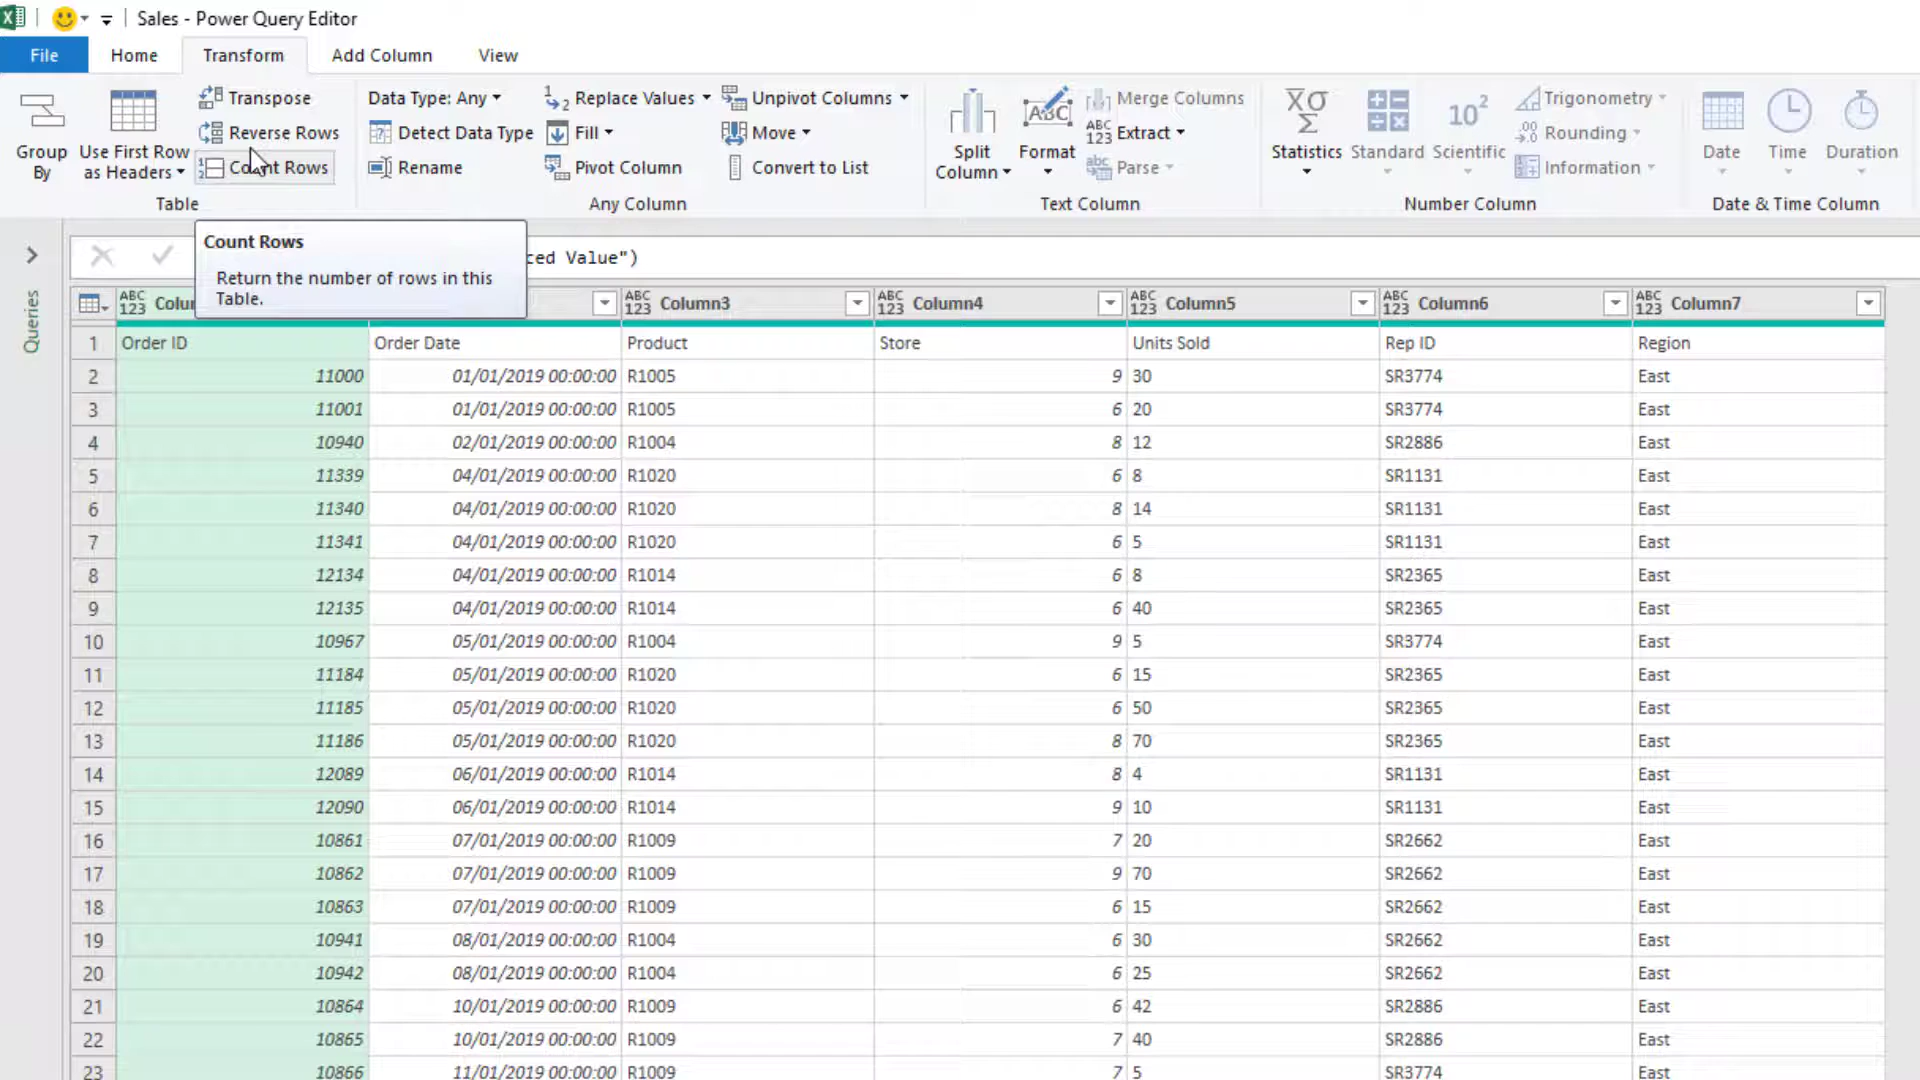 Sales - Power Query Editor
File Home Transform Add Column View
Transpose Data Type: Any Replace Values Unpivot Columns Merge Columns Trigonometry
Reverse Rows Detect Data Type Fill Move Extract Rounding
Group By Use First Row as Headers Count Rows Rename Pivot Column Convert to List Split Column Format Parse Statistics Standard Scientific Information Date Time Duration
Table Any Column Text Column Number Column Date & Time Column
Count Rows
Return the number of rows in this
Table.
ced Value")
Queries
Column3 Column4 Column5 Column6 Column7
1 Order ID Order Date Product Store Units Sold Rep ID Region
2 11000 01/01/2019 00:00:00 R1005 9 30 SR3774 East
3 11001 01/01/2019 00:00:00 R1005 6 20 SR3774 East
4 10940 02/01/2019 00:00:00 R1004 8 12 SR2886 East
5 11339 04/01/2019 00:00:00 R1020 6 8 SR1131 East
6 11340 04/01/2019 00:00:00 R1020 8 14 SR1131 East
7 11341 04/01/2019 00:00:00 R1020 6 5 SR1131 East
8 12134 04/01/2019 00:00:00 R1014 6 8 SR2365 East
9 12135 04/01/2019 00:00:00 R1014 6 40 SR2365 East
10 10967 05/01/2019 00:00:00 R1004 9 5 SR3774 East
11 11184 05/01/2019 00:00:00 R1020 6 15 SR2365 East
12 11185 05/01/2019 00:00:00 R1020 6 50 SR2365 East
13 11186 05/01/2019 00:00:00 R1020 8 70 SR2365 East
14 12089 06/01/2019 00:00:00 R1014 8 4 SR1131 East
15 12090 06/01/2019 00:00:00 R1014 9 10 SR1131 East
16 10861 07/01/2019 00:00:00 R1009 7 20 SR2662 East
17 10862 07/01/2019 00:00:00 R1009 9 70 SR2662 East
18 10863 07/01/2019 00:00:00 R1009 6 15 SR2662 East
19 10941 08/01/2019 00:00:00 R1004 6 30 SR2662 East
20 10942 08/01/2019 00:00:00 R1004 6 25 SR2662 East
21 10864 10/01/2019 00:00:00 R1009 6 42 SR2886 East
22 10865 10/01/2019 00:00:00 R1009 7 40 SR2886 East
23 10866 11/01/2019 00:00:00 R1009 7 5 SR3774 East